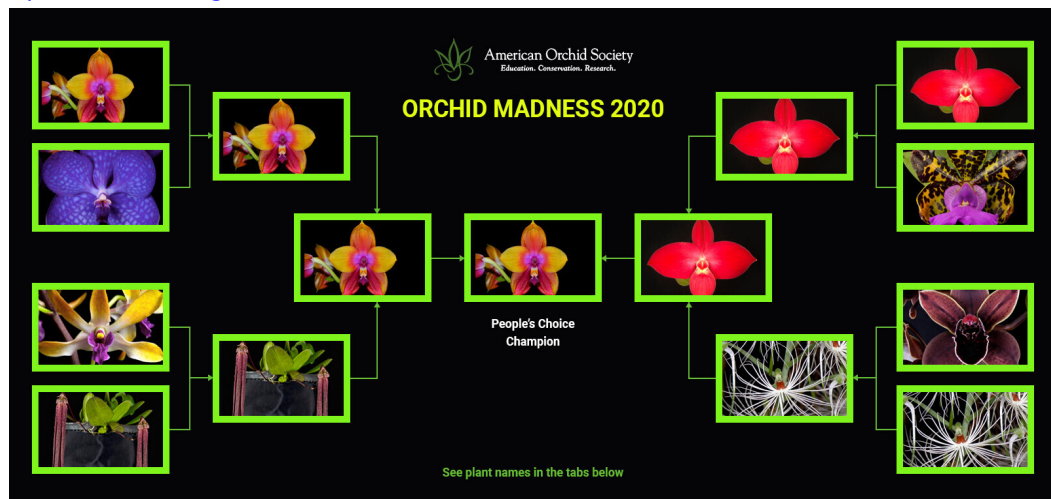 American Orchid Society
Education. Conservation. Research.
ORCHID MADNESS 2020
People's Choice
Champion
See plant names in the tabs below